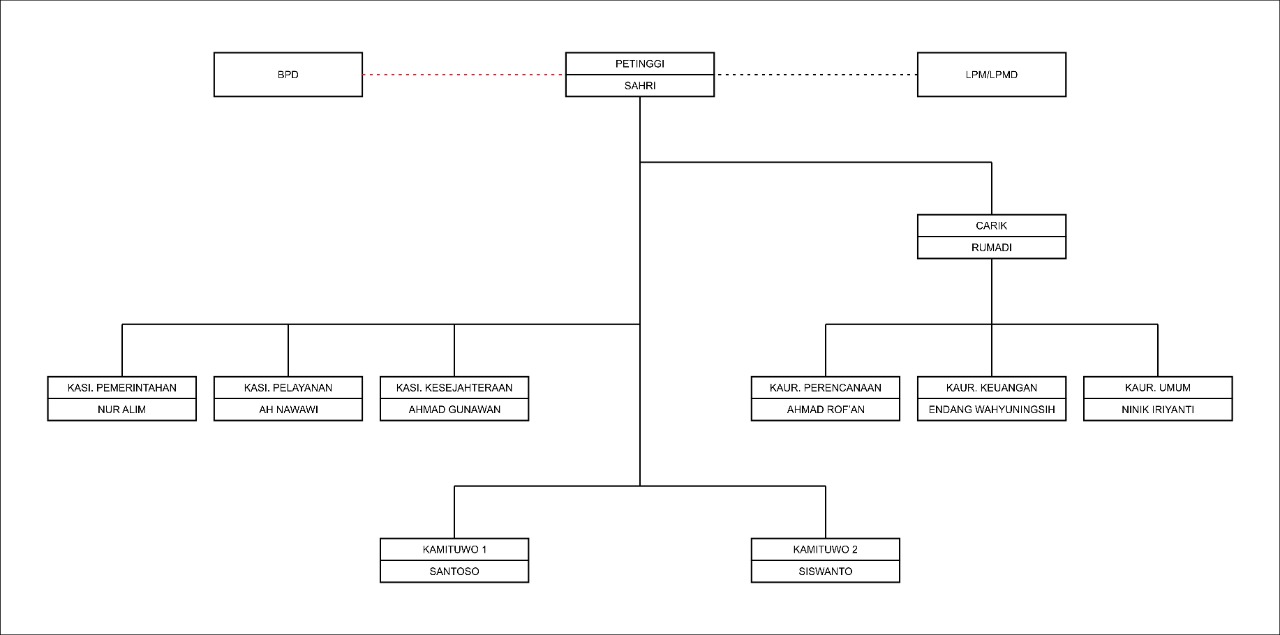 BPD
PETINGGI
SAHRI
LPM/LPMD
CARIK
RUMADI
KASI. PEMERINTAHAN
NUR ALIM
KASI. PELAYANAN
AH NAWAWI
KASI. KESEJAHTERAAN
AHMAD GUNAWAN
KAUR. PERENCANAAN
AHMAD ROF'AN
KAUR. KEUANGAN
ENDANG WAHYUNINGSIH
KAUR. UMUM
NINIK IRIYANTI
KAMITUWO 1
SANTOSO
KAMITUWO 2
SISWANTO